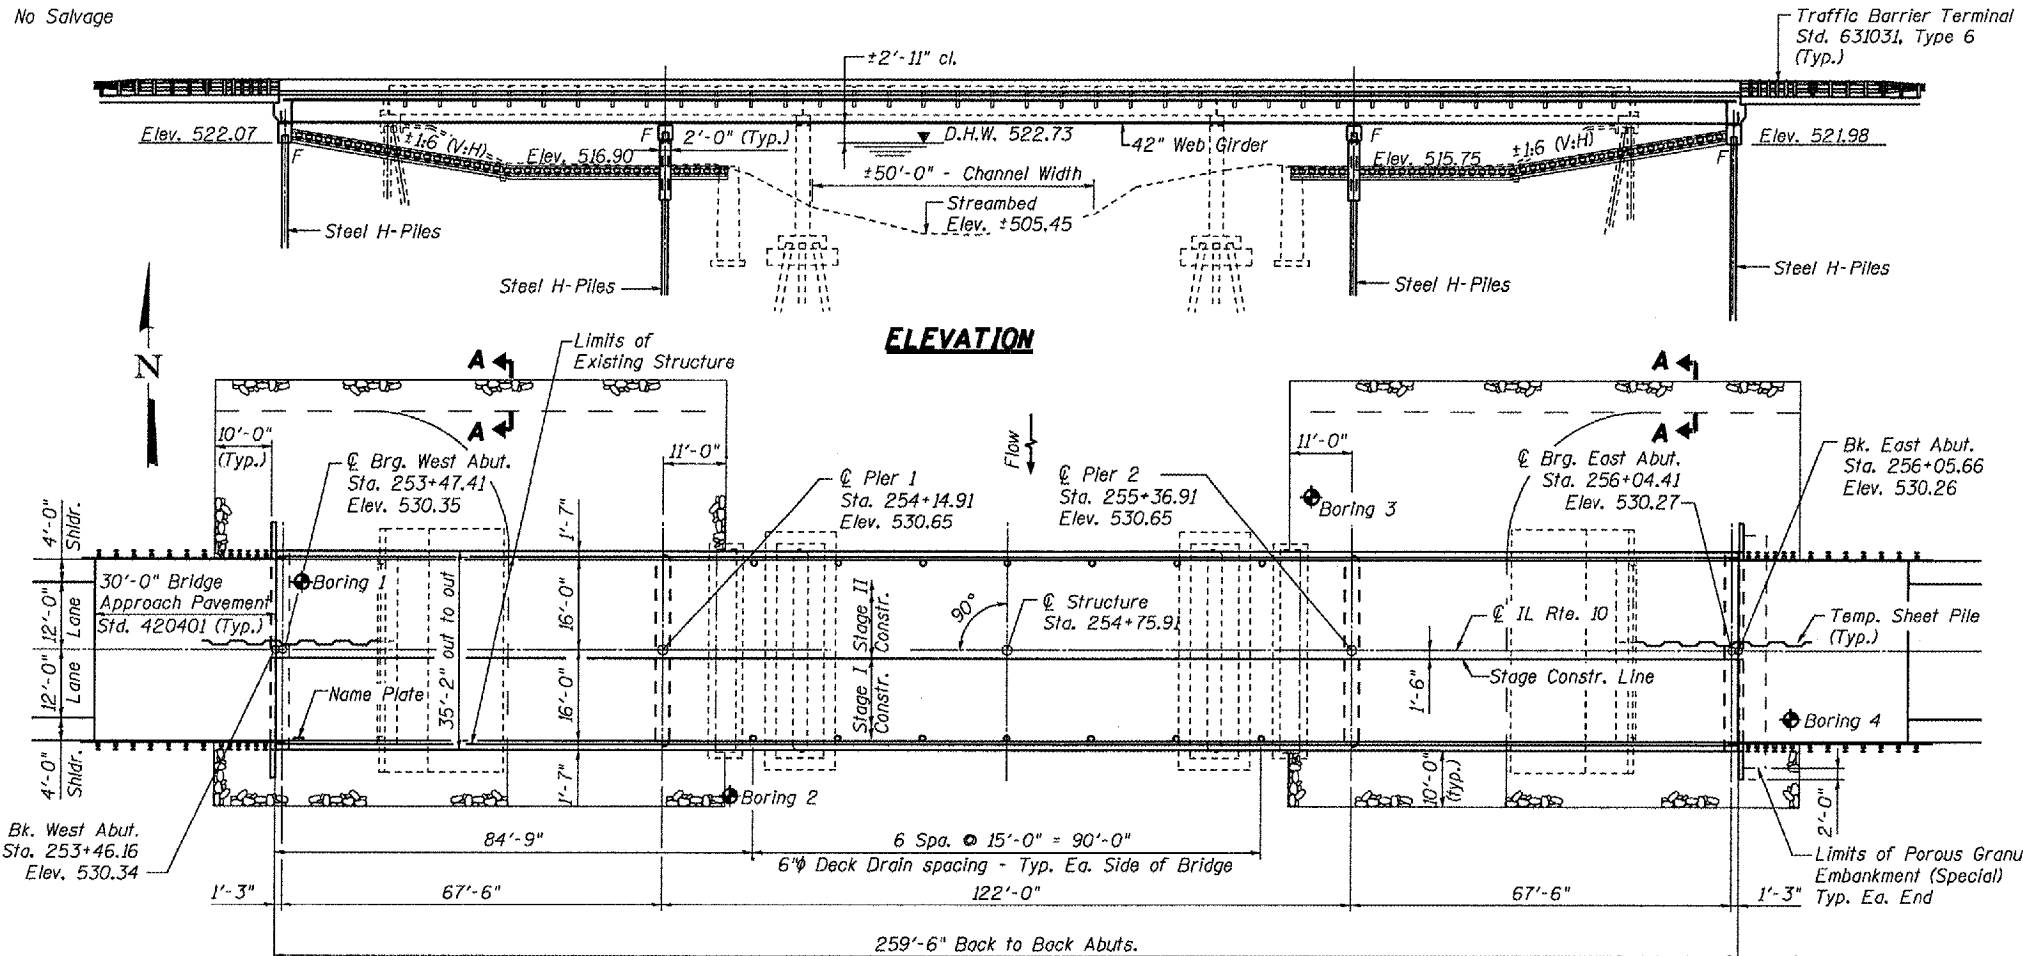 No Salvage
Traffic Barrier Terminal
Std. 631031, Type 6
(Typ.)
±2'-11" cl.
Elev. 522.07
F
±1:6 (V:H)
Elev. 516.90
F
2'-0" (Typ.)
D.H.W. 522.73
42" Web Girder
F
Elev. 515.75
±1:6 (V:H)
F
Elev. 521.98
±50'-0" - Channel Width
Streambed
Elev. ±505.45
Steel H-Piles
Steel H-Piles
Steel H-Piles
Steel H-Piles
ELEVATION
N
Limits of
Existing Structure
A
A
A
A
10'-0"
(Typ.)
℄ Brg. West Abut.
Sta. 253+47.41
Elev. 530.35
11'-0"
1'-7"
℄ Pier 1
Sta. 254+14.91
Elev. 530.65
Flow
℄ Pier 2
Sta. 255+36.91
Elev. 530.65
11'-0"
Boring 3
℄ Brg. East Abut.
Sta. 256+04.41
Elev. 530.27
Bk. East Abut.
Sta. 256+05.66
Elev. 530.26
4'-0"
Shldr.
12'-0"
Lane
12'-0"
Lane
4'-0"
Shldr.
30'-0" Bridge
Approach Pavement
Std. 420401 (Typ.)
Boring 1
35'-2" out to out
16'-0"
16'-0"
1'-7"
Name Plate
Stage II
Constr.
Stage I
Constr.
90°
℄ Structure
Sta. 254+75.91
℄ IL Rte. 10
Temp. Sheet Pile
(Typ.)
1'-6"
Stage Constr. Line
Boring 4
Boring 2
10'-0"
(typ.)
2'-0"
Bk. West Abut.
Sta. 253+46.16
Elev. 530.34
84'-9"
6 Spa. @ 15'-0" = 90'-0"
6"φ Deck Drain spacing - Typ. Ea. Side of Bridge
Limits of Porous Granu
Embankment (Special)
Typ. Ea. End
1'-3"
67'-6"
122'-0"
67'-6"
1'-3"
259'-6" Back to Back Abuts.